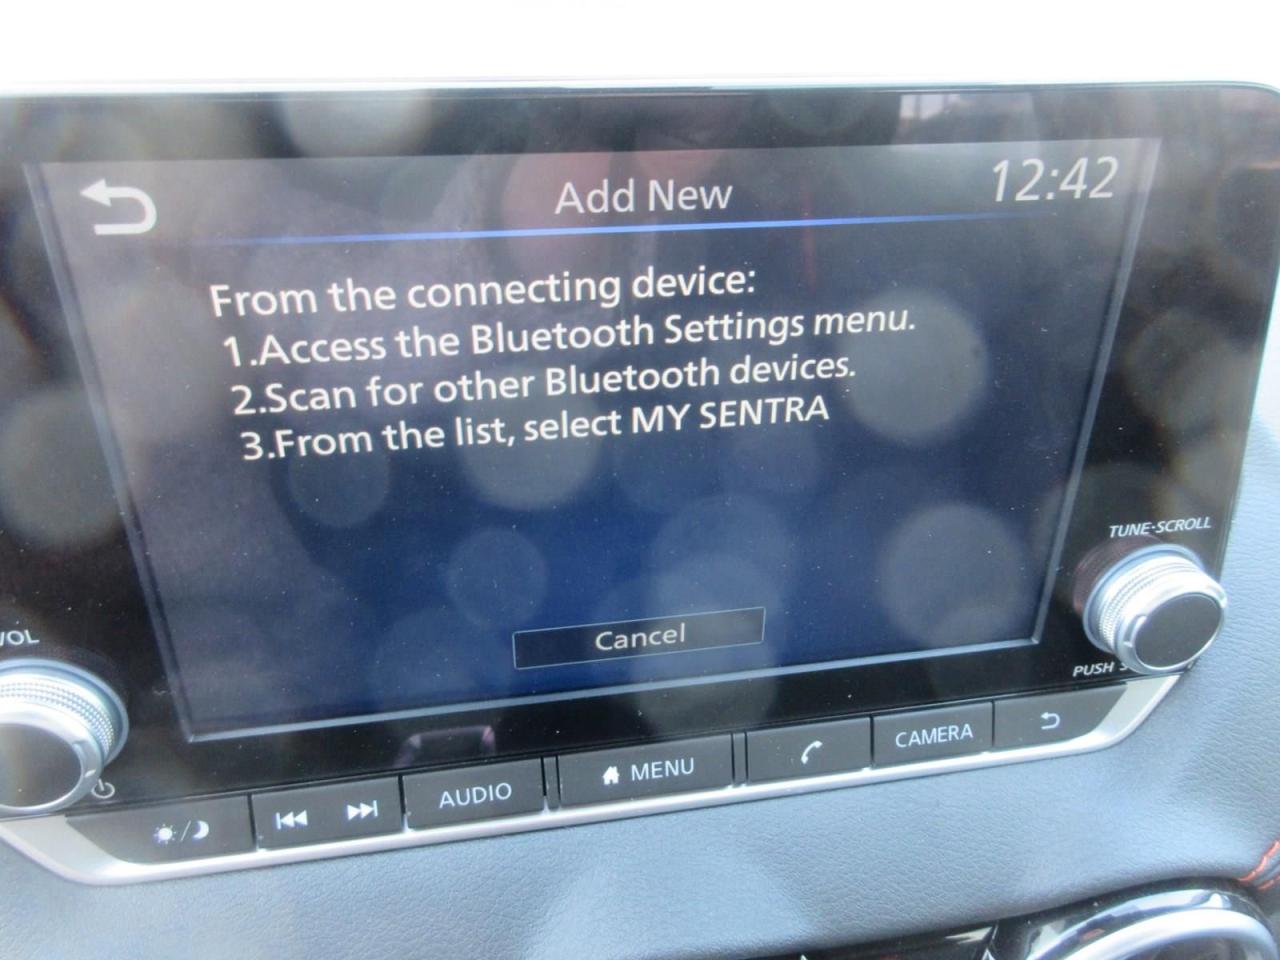 Add New
12:42
From the connecting device:
1.Access the Bluetooth Settings menu.
2.Scan for other Bluetooth devices.
3.From the list, select MY SENTRA
Cancel
TUNE·SCROLL
VOL
PUSH
AUDIO
MENU
CAMERA